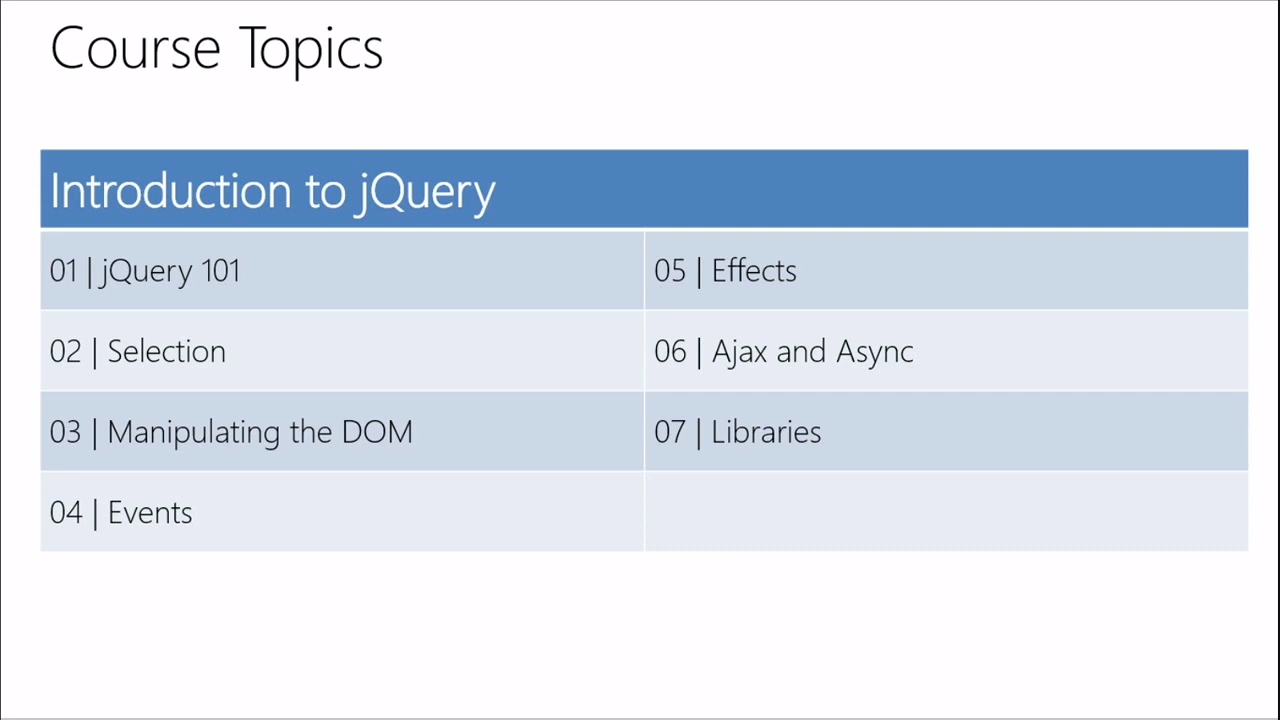 Course Topics
Introduction to jQuery
01 | jQuery 101
05 | Effects
02 | Selection
06 | Ajax and Async
03 | Manipulating the DOM
07 | Libraries
04 | Events